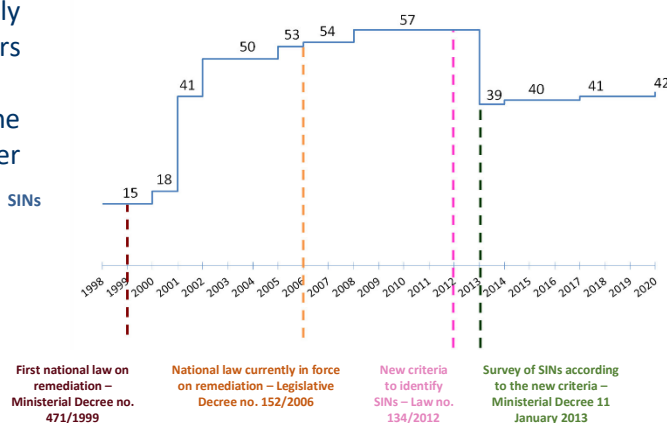 ly
rs
ne
er
SINs
15
18
41
50
53
54
57
39
40
41
42
1998
1999
2000
2001
2002
2003
2004
2005
2006
2007
2008
2009
2010
2011
2012
2013
2014
2015
2016
2017
2018
2019
2020
First national law on
remediation –
Ministerial Decree no.
471/1999
National law currently in force
on remediation – Legislative
Decree no. 152/2006
New criteria
to identify
SINs – Law no.
134/2012
Survey of SINs according
to the new criteria –
Ministerial Decree 11
January 2013